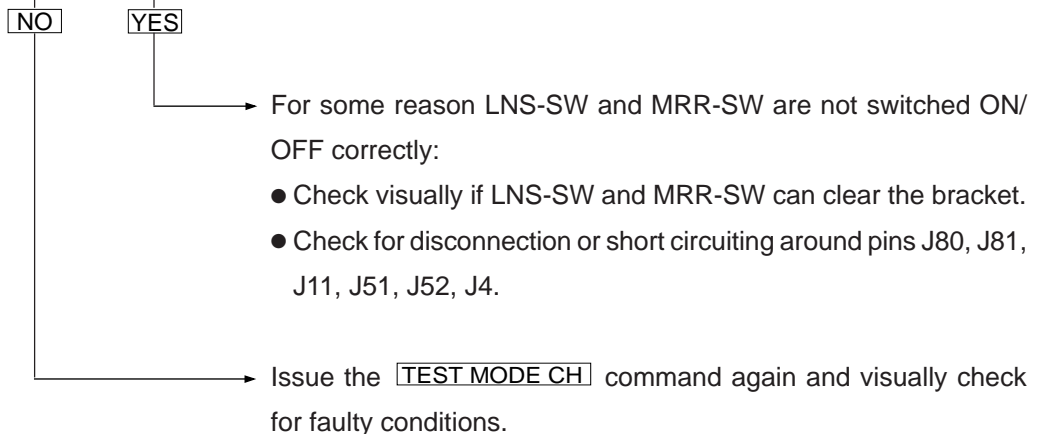 NO YES
For some reason LNS-SW and MRR-SW are not switched ON/
OFF correctly:
● Check visually if LNS-SW and MRR-SW can clear the bracket.
● Check for disconnection or short circuiting around pins J80, J81,
J11, J51, J52, J4.
Issue the TEST MODE CH command again and visually check
for faulty conditions.